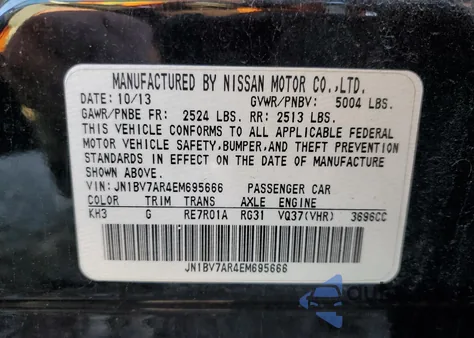 MANUFACTURED BY NISSAN MOTOR CO.,LTD.
DATE: 10/13 GVWR/PNBV: 5004 LBS.
GAWR/PNBE FR: 2524 LBS. RR: 2513 LBS.
THIS VEHICLE CONFORMS TO ALL APPLICABLE FEDERAL
MOTOR VEHICLE SAFETY,BUMPER,AND THEFT PREVENTION
STANDARDS IN EFFECT ON THE DATE OF MANUFACTURE
SHOWN ABOVE.
VIN: JN1BV7AR4EM695666 PASSENGER CAR
COLOR TRIM TRANS AXLE ENGINE
KH3 G RE7R01A RG31 VQ37(VHR) 3696CC
JN1BV7AR4EM695666